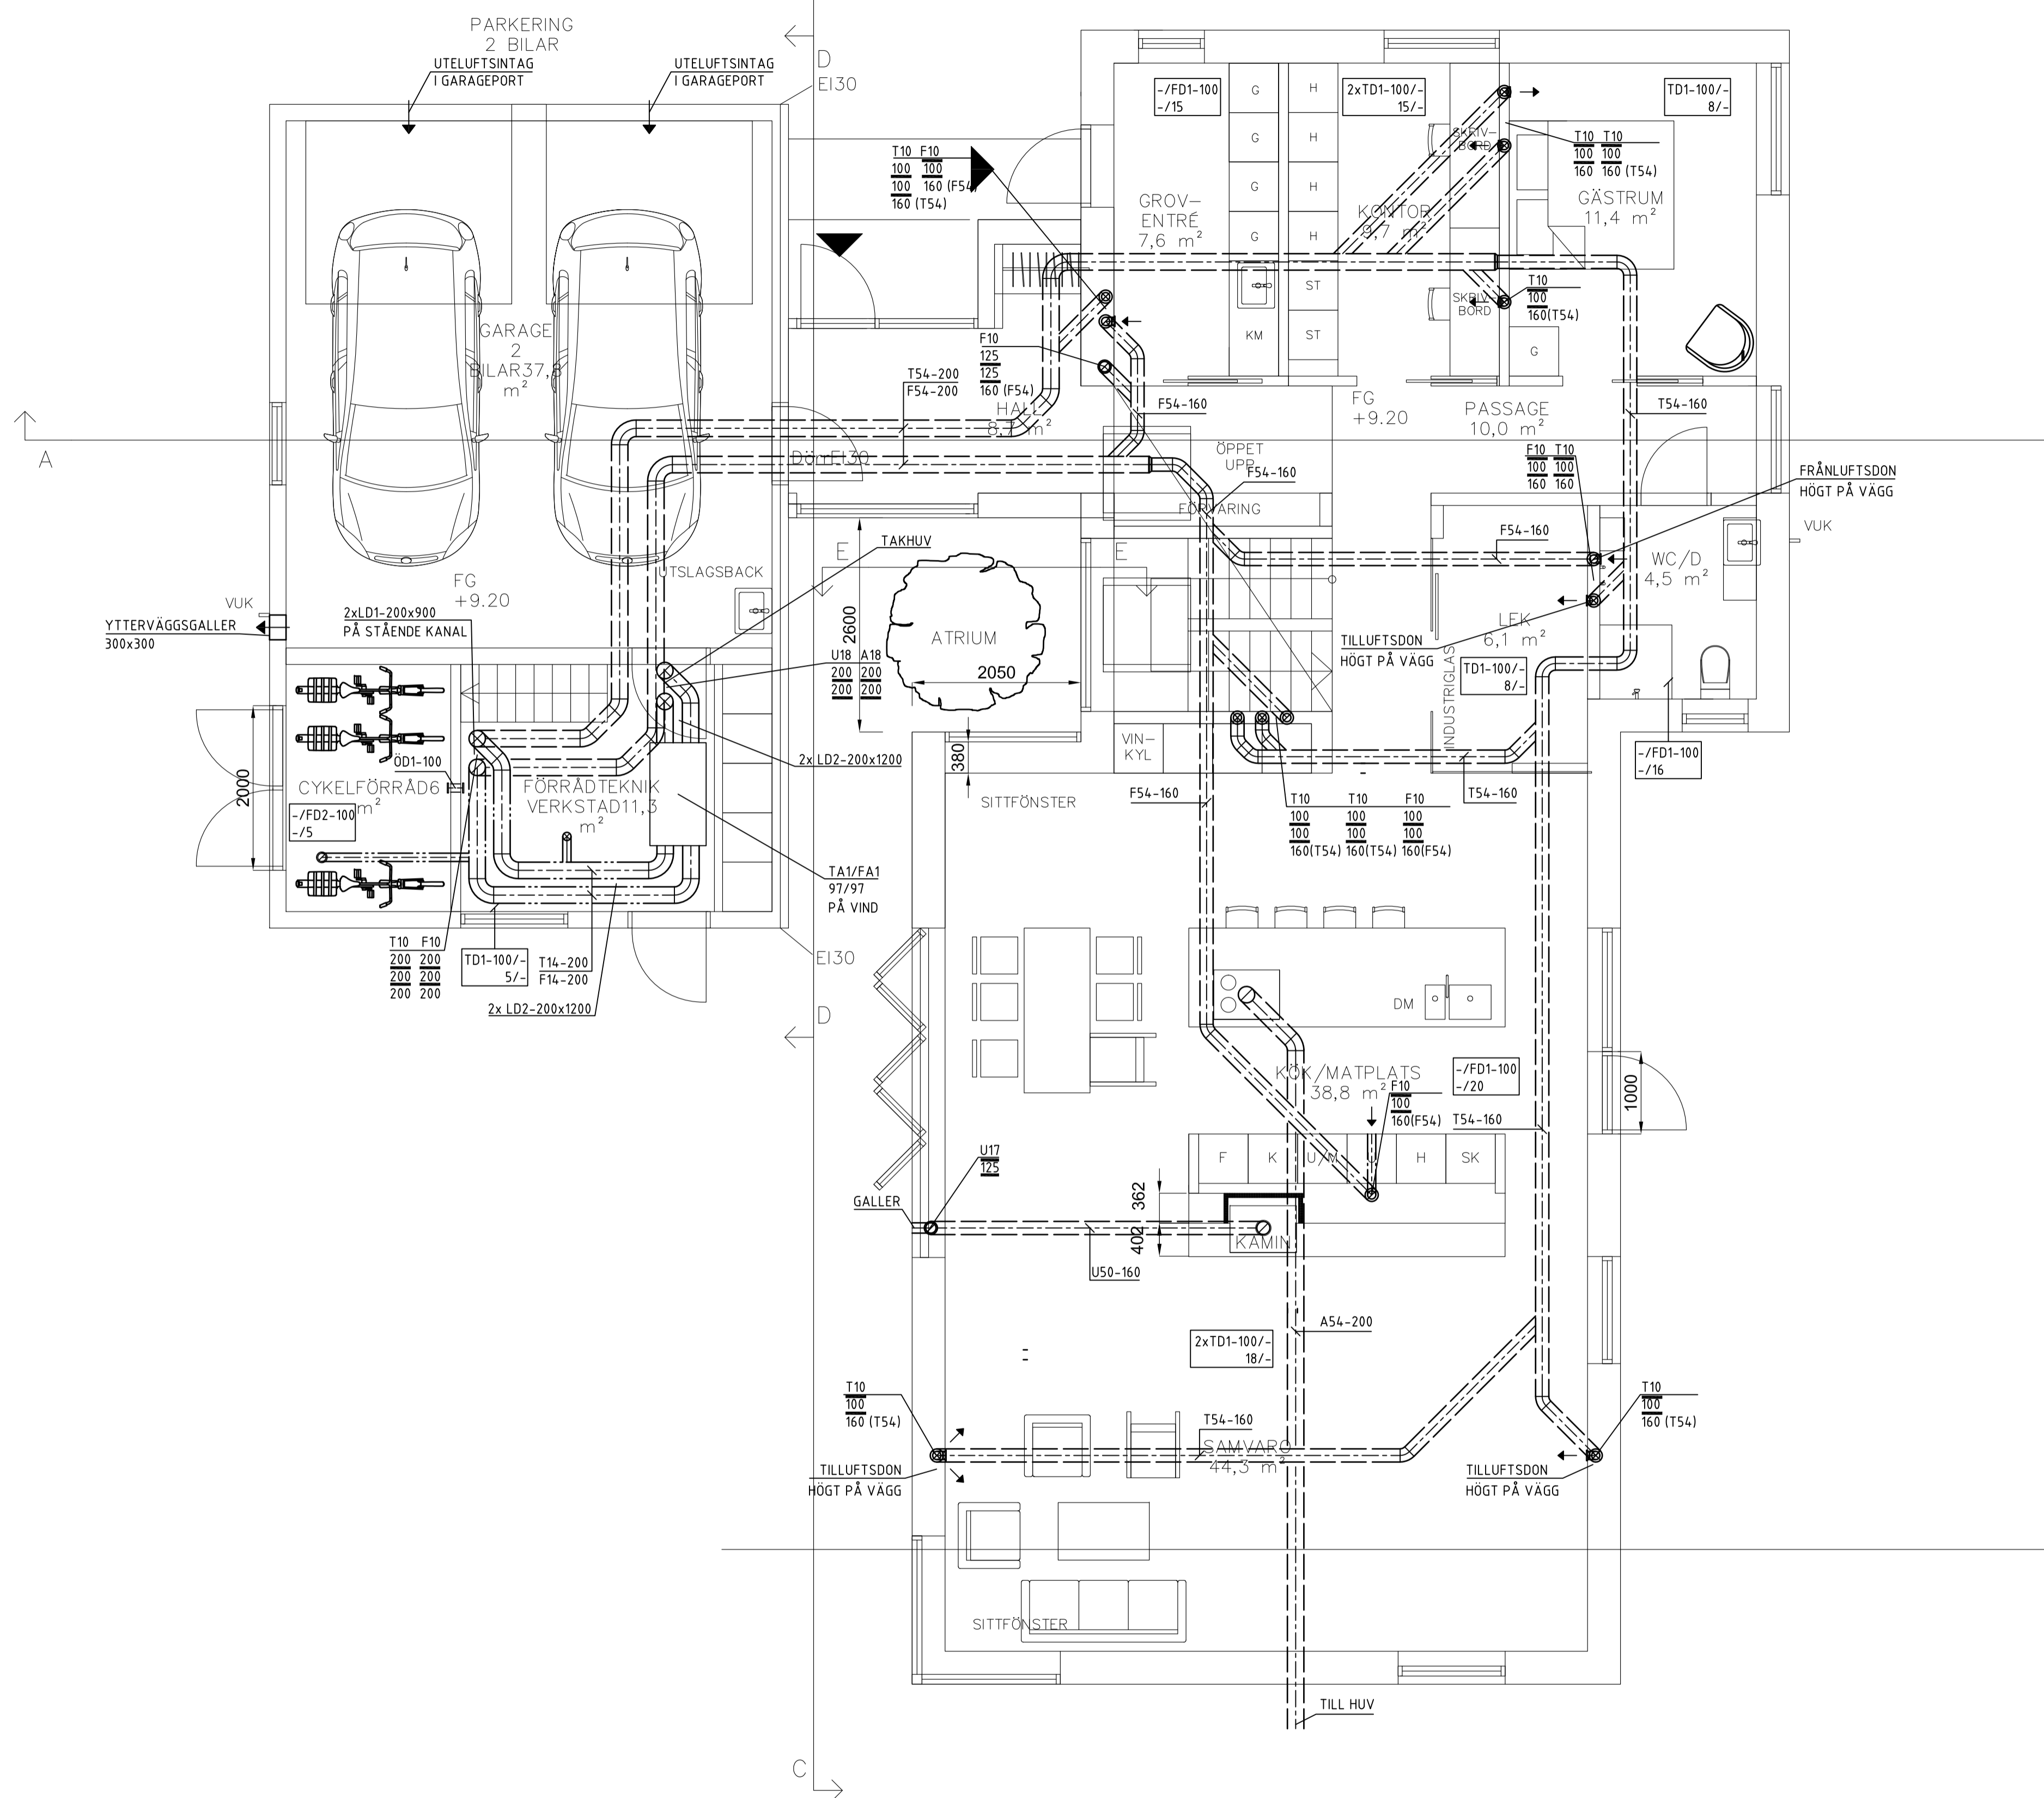 PARKERING
2 BILAR
UTELUFTSINTAG
I GARAGEPORT
UTELUFTSINTAG
I GARAGEPORT
D
EI30
-/FD1-100
-/15
G
H
G
H
G
H
G
H
ST
KM
ST
2xTD1-100/-
15/-
TD1-100/-
8/-
SKRIV-
BORD
T10 T10
100 100
160 160 (T54)
GÄSTRUM
11,4 m²
T10 F10
100 100
100 160 (F54)
160 (T54)
GROV-
ENTRÉ
7,6 m²
KONTOR
9,7 m²
SKRIV-
BORD
T10
100
160(T54)
G
GARAGE
2
BILAR37,8
m²
T54-200
F54-200
F10
125
125
160 (F54)
HALL
8,7 m²
F54-160
FG
+9.20
PASSAGE
10,0 m²
T54-160
A
Dörr EI30
ÖPPET
UPP
F54-160
FÖRVARING
F10 T10
100 100
160 160
FRÅNLUFTSDON
HÖGT PÅ VÄGG
VUK
F54-160
WC/D
4,5 m²
LEK
6,1 m²
TILLUFTSDON
HÖGT PÅ VÄGG
TD1-100/-
8/-
INDUSTRIGLAS
TAKHUV
E
E
UTSLAGSBACK
FG
+9.20
VUK
YTTERVÄGGSGALLER
300x300
2xLD1-200x900
PÅ STÅENDE KANAL
2600
ATRIUM
2050
U18 A18
200 200
200 200
380
VIN-
KYL
-/FD1-100
-/16
2x LD2-200x1200
2000
ÖD1-100
CYKELFÖRRÅD6
m²
-/FD2-100
-/5
FÖRRÅDTEKNIK
VERKSTAD11,3
m²
SITTFÖNSTER
F54-160
T10 T10 F10
100 100 100
100 100 100
160(T54) 160(T54) 160(F54)
T54-160
TA1/FA1
97/97
PÅ VIND
T10 F10
200 200
200 200
200 200
TD1-100/-
5/-
T14-200
F14-200
2x LD2-200x1200
EI30
D
DM
KÖK/MATPLATS
38,8 m²
F10
100
160(F54)
-/FD1-100
-/20
T54-160
1000
F
K
U/M
H
SK
U17
125
GALLER
362
402
KAMIN
U50-160
A54-200
2xTD1-100/-
18/-
T10
100
160 (T54)
T10
100
160 (T54)
T54-160
SAMVARO
44,3 m²
TILLUFTSDON
HÖGT PÅ VÄGG
TILLUFTSDON
HÖGT PÅ VÄGG
SITTFÖNSTER
TILL HUV
C